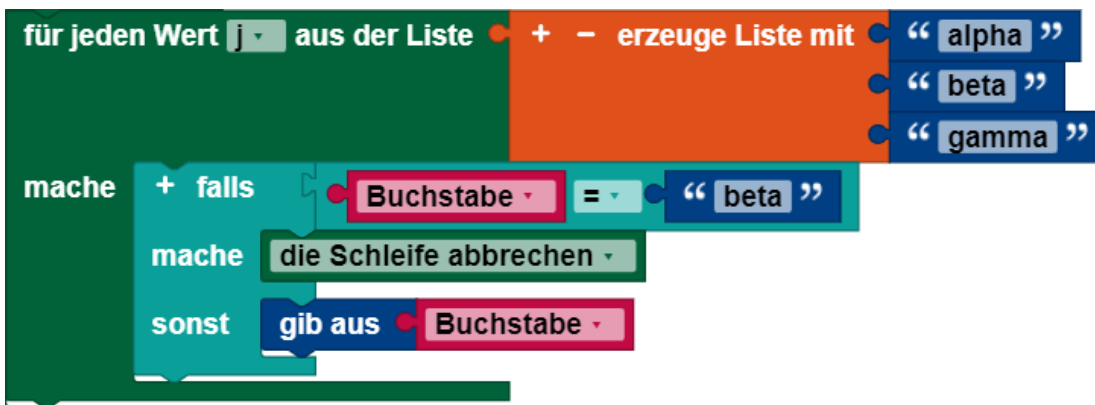 für jeden Wert j aus der Liste + − erzeuge Liste mit “ alpha ”
“ beta ”
“ gamma ”
mache + falls Buchstabe = “ beta ”
mache die Schleife abbrechen
sonst gib aus Buchstabe